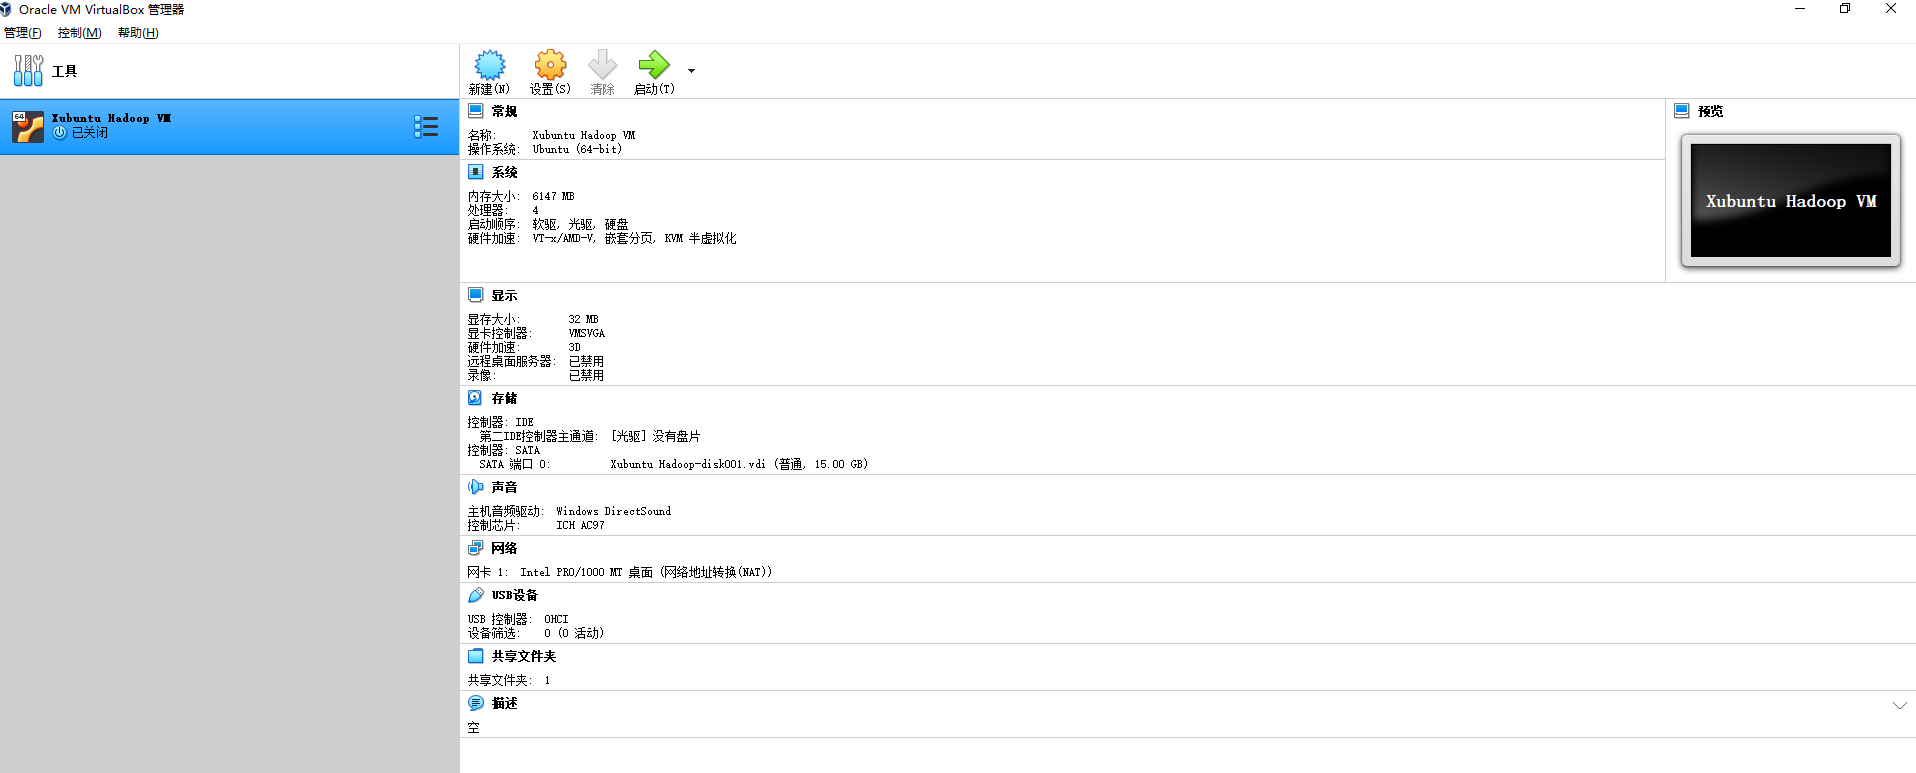 Oracle VM VirtualBox 管理器
管理(F) 控制(M) 帮助(H)
工具
新建(N) 设置(S) 清除 启动(T)
64
Xubuntu Hadoop VM
已关闭
常规
名称: Xubuntu Hadoop VM
操作系统: Ubuntu (64-bit)
系统
内存大小: 6147 MB
处理器: 4
启动顺序: 软驱, 光驱, 硬盘
硬件加速: VT-x/AMD-V, 嵌套分页, KVM 半虚拟化
预览
Xubuntu Hadoop VM
显示
显存大小: 32 MB
显卡控制器: VMSVGA
硬件加速: 3D
远程桌面服务器: 已禁用
录像: 已禁用
存储
控制器: IDE
第二IDE控制器主通道: [光驱] 没有盘片
控制器: SATA
SATA 端口 0: Xubuntu Hadoop-disk001.vdi (普通, 15.00 GB)
声音
主机音频驱动: Windows DirectSound
控制芯片: ICH AC97
网络
网卡 1: Intel PRO/1000 MT 桌面 (网络地址转换(NAT))
USB设备
USB 控制器: OHCI
设备筛选: 0 (0 活动)
共享文件夹
共享文件夹: 1
描述
空